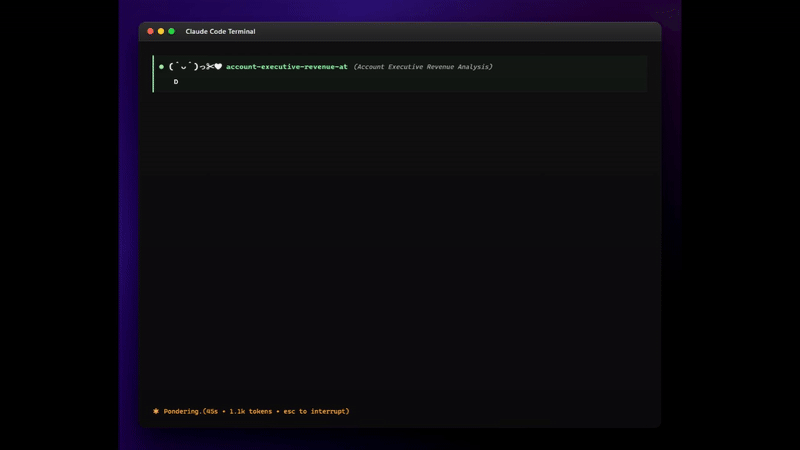 Claude Code Terminal
● (˘ᵕ˘)っ✂❤ account-executive-revenue-at (Account Executive Revenue Analysis)
D
✱ Pondering.(45s • 1.1k tokens • esc to interrupt)